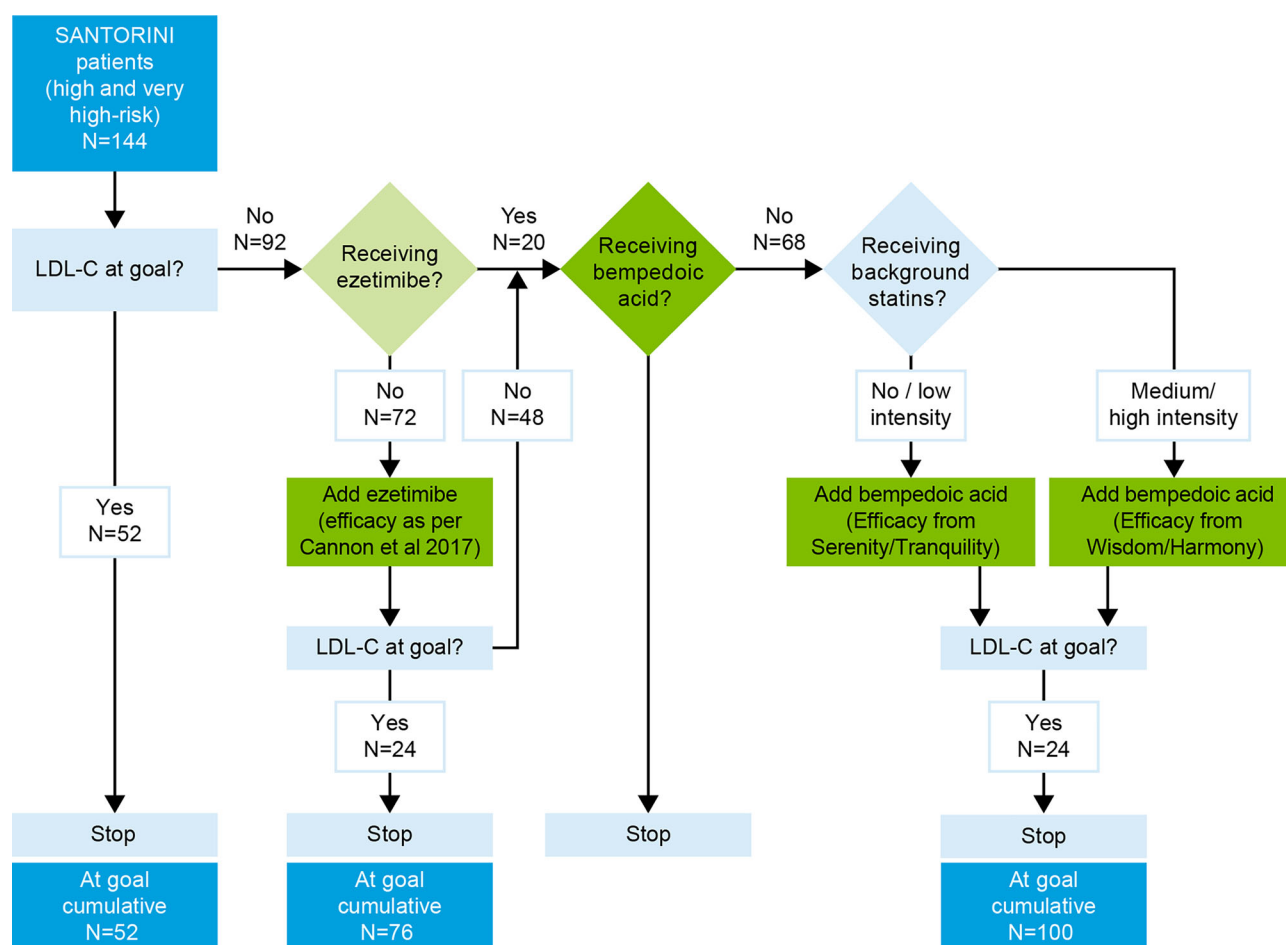 SANTORINI
patients
(high and very
high-risk)
N=144
LDL-C at goal?
No
N=92
Receiving
ezetimibe?
Yes
N=20
Receiving
bempedoic
acid?
No
N=68
Receiving
background
statins?
No
N=72
No
N=48
No / low
intensity
Medium/
high intensity
Yes
N=52
Add ezetimibe
(efficacy as per
Cannon et al 2017)
Add bempedoic acid
(Efficacy from
Serenity/Tranquility)
Add bempedoic acid
(Efficacy from
Wisdom/Harmony)
LDL-C at goal?
LDL-C at goal?
Yes
N=24
Yes
N=24
Stop
Stop
Stop
Stop
At goal
cumulative
N=52
At goal
cumulative
N=76
At goal
cumulative
N=100